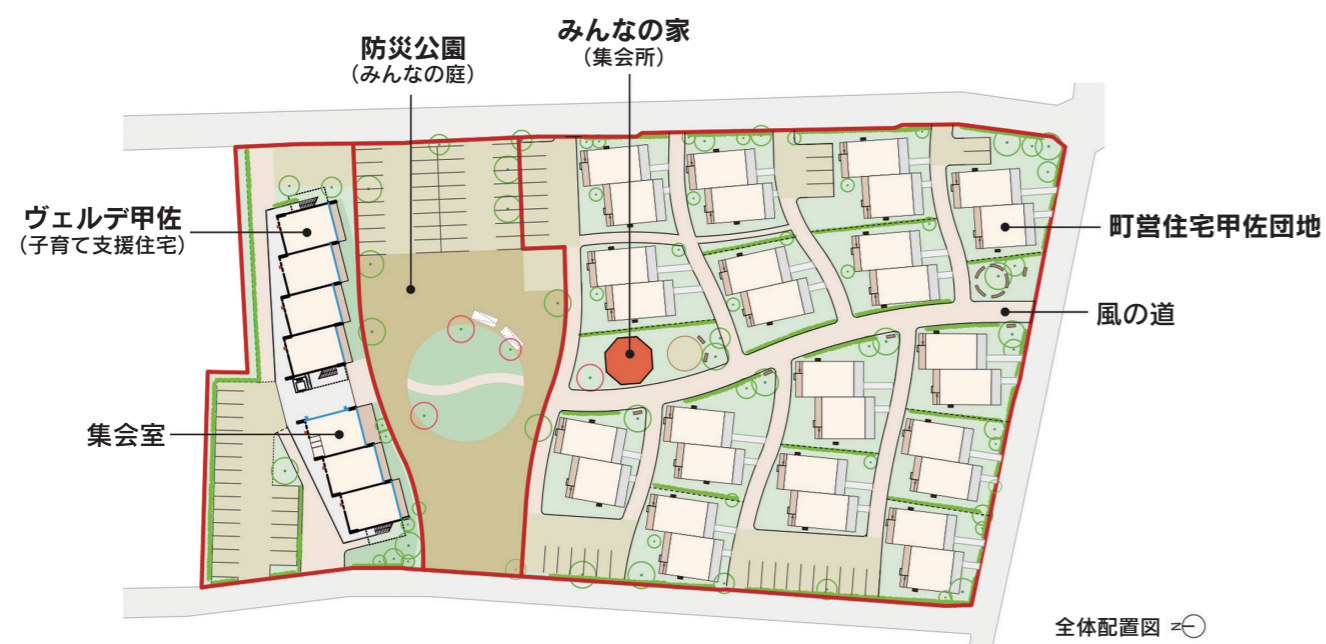 みんなの家
(集会所)
防災公園
(みんなの庭)
ヴェルデ甲佐
(子育て支援住宅)
町営住宅甲佐団地
風の道
集会室
全体配置図 Z